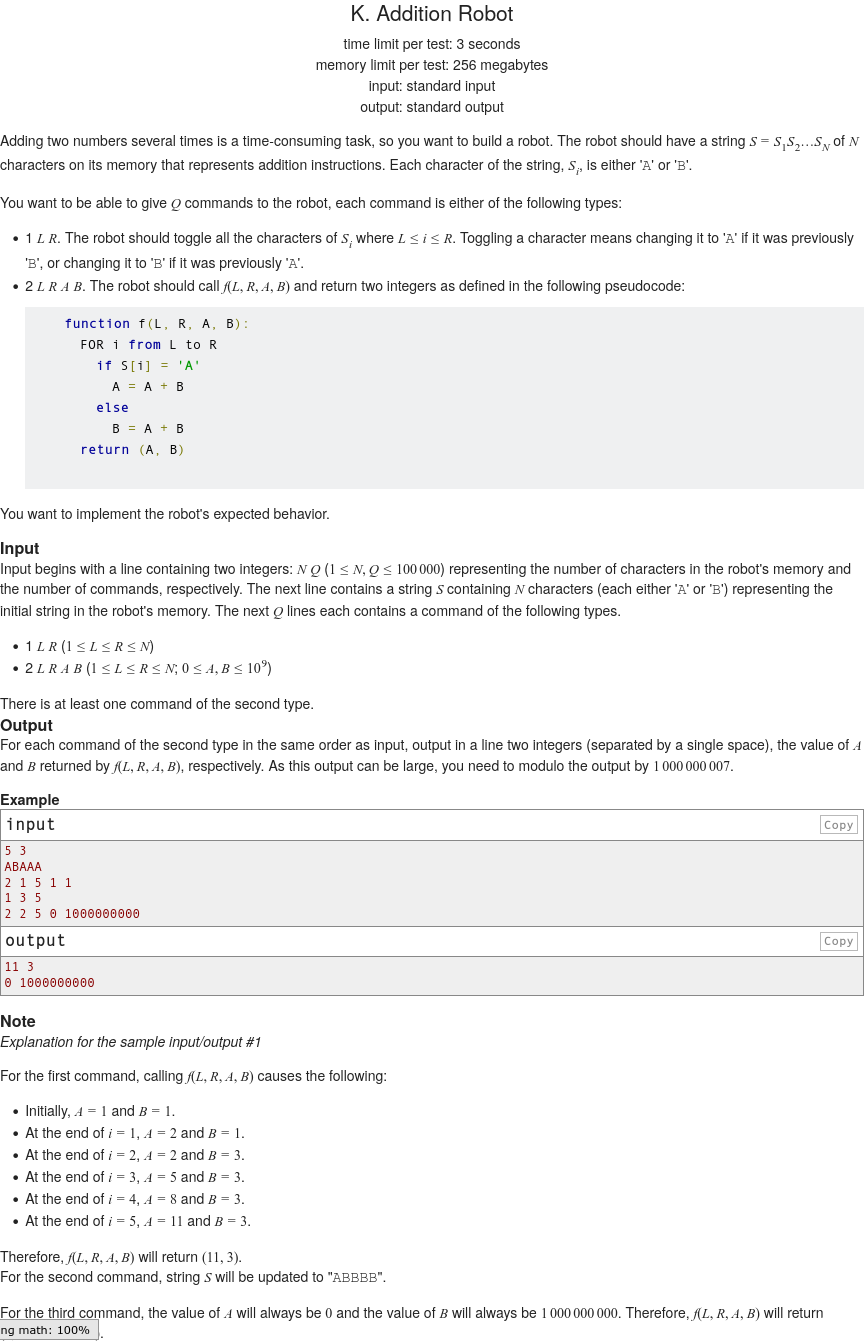 K. Addition Robot
time limit per test: 3 seconds
memory limit per test: 256 megabytes
input: standard input
output: standard output
Adding two numbers several times is a time-consuming task, so you want to build a robot. The robot should have a string S = S₁S₂…S_N of N
characters on its memory that represents addition instructions. Each character of the string, Sᵢ, is either 'A' or 'B'.
You want to be able to give Q commands to the robot, each command is either of the following types:
• 1 L R. The robot should toggle all the characters of Sᵢ where L ≤ i ≤ R. Toggling a character means changing it to 'A' if it was previously
'B', or changing it to 'B' if it was previously 'A'.
• 2 L R A B. The robot should call f(L, R, A, B) and return two integers as defined in the following pseudocode:
function f(L, R, A, B):
FOR i from L to R
if S[i] = 'A'
A = A + B
else
B = A + B
return (A, B)
You want to implement the robot's expected behavior.
Input
Input begins with a line containing two integers: N Q (1 ≤ N, Q ≤ 100 000) representing the number of characters in the robot's memory and
the number of commands, respectively. The next line contains a string S containing N characters (each either 'A' or 'B') representing the
initial string in the robot's memory. The next Q lines each contains a command of the following types.
• 1 L R (1 ≤ L ≤ R ≤ N)
• 2 L R A B (1 ≤ L ≤ R ≤ N; 0 ≤ A, B ≤ 10⁹)
There is at least one command of the second type.
Output
For each command of the second type in the same order as input, output in a line two integers (separated by a single space), the value of A
and B returned by f(L, R, A, B), respectively. As this output can be large, you need to modulo the output by 1 000 000 007.
Example
input
Copy
5 3
ABAAA
2 1 5 1 1
1 3 5
2 2 5 0 1000000000
output
Copy
11 3
0 1000000000
Note
Explanation for the sample input/output #1
For the first command, calling f(L, R, A, B) causes the following:
• Initially, A = 1 and B = 1.
• At the end of i = 1, A = 2 and B = 1.
• At the end of i = 2, A = 2 and B = 3.
• At the end of i = 3, A = 5 and B = 3.
• At the end of i = 4, A = 8 and B = 3.
• At the end of i = 5, A = 11 and B = 3.
Therefore, f(L, R, A, B) will return (11, 3).
For the second command, string S will be updated to "ABBBB".
For the third command, the value of A will always be 0 and the value of B will always be 1 000 000 000. Therefore, f(L, R, A, B) will return
ng math: 100%
.